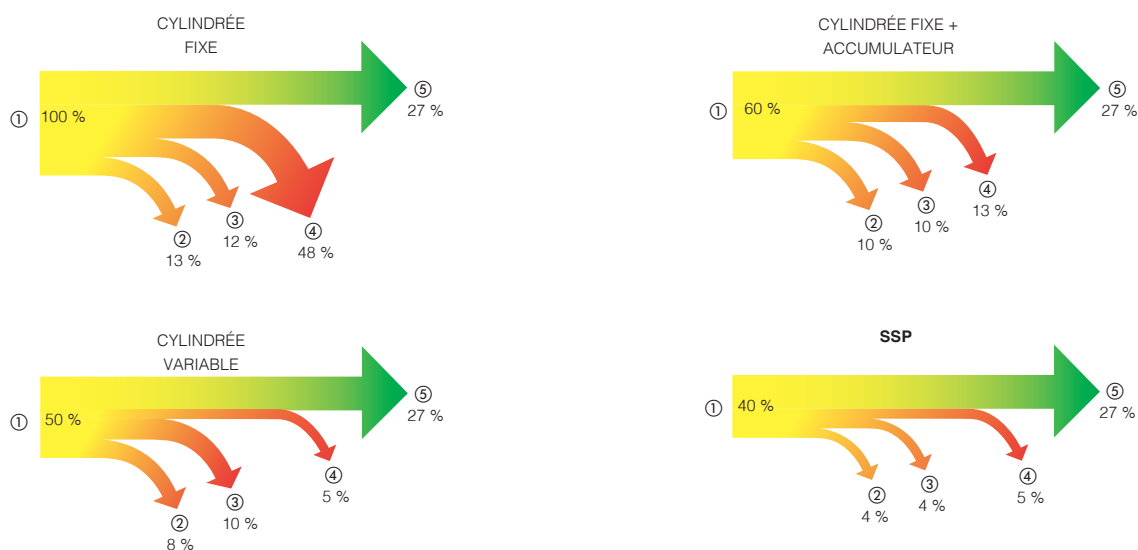 CYLINDRÉE
FIXE
① 100 %
② 13 %
③ 12 %
④ 48 %
⑤ 27 %
CYLINDRÉE FIXE +
ACCUMULATEUR
① 60 %
② 10 %
③ 10 %
④ 13 %
⑤ 27 %
CYLINDRÉE
VARIABLE
① 50 %
② 8 %
③ 10 %
④ 5 %
⑤ 27 %
SSP
① 40 %
② 4 %
③ 4 %
④ 5 %
⑤ 27 %